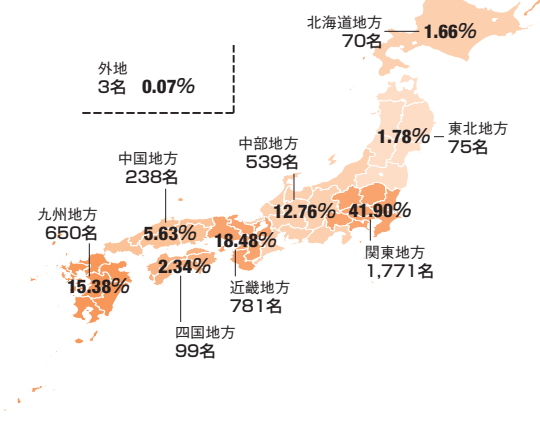 北海道地方
70名
1.66%
外地
3名 0.07%
東北地方
75名
1.78%
中部地方
539名
12.76%
中国地方
238名
5.63%
41.90%
関東地方
1,771名
九州地方
650名
15.38%
18.48%
近畿地方
781名
2.34%
四国地方
99名